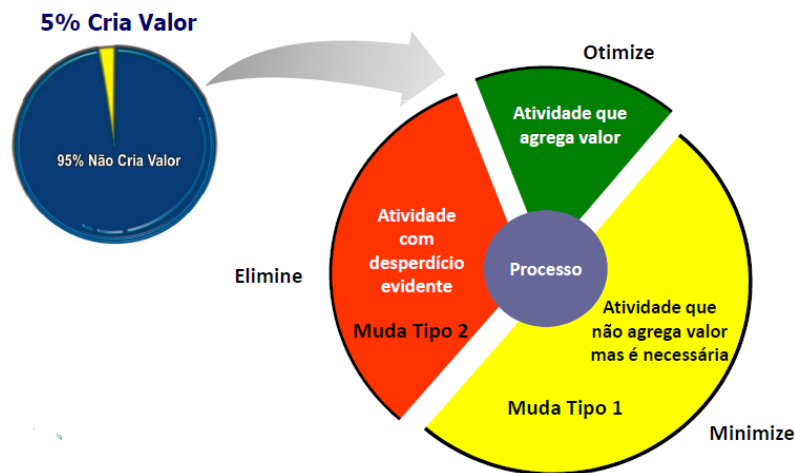 5% Cria Valor
95% Não Cria Valor
Otimize
Atividade que
agrega valor
Atividade
com
desperdício
evidente
Muda Tipo 2
Elimine
Processo
Atividade que
não agrega valor
mas é necessária
Muda Tipo 1
Minimize